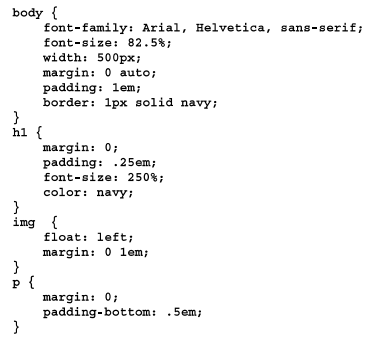 body {
    font-family: Arial, Helvetica, sans-serif;
    font-size: 82.5%;
    width: 500px;
    margin: 0 auto;
    padding: 1em;
    border: 1px solid navy;
}
h1 {
    margin: 0;
    padding: .25em;
    font-size: 250%;
    color: navy;
}
img  {
    float: left;
    margin: 0 1em;
}
p {
    margin: 0;
    padding-bottom: .5em;
}